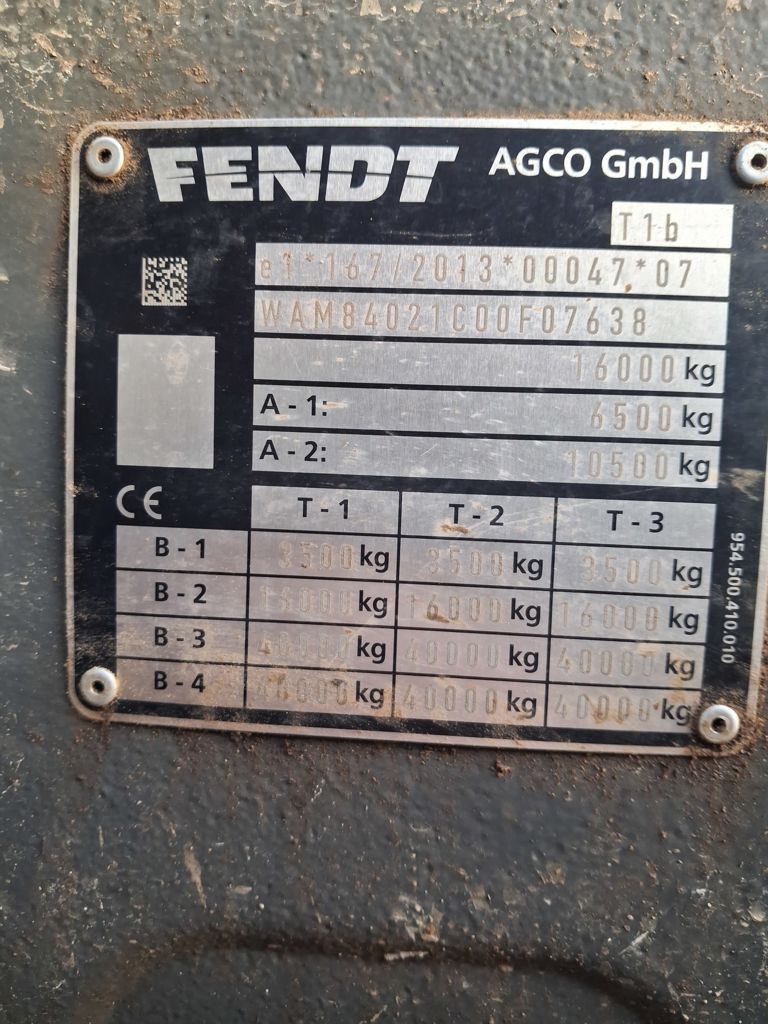 FENDT AGCO GmbH
T1b
e1*167/2013*00047*07
WAM84021C00F07638
16000 kg
A - 1: 6500 kg
A - 2: 10500 kg
CE T - 1 T - 2 T - 3
B - 1 3500 kg 3500 kg 3500 kg
B - 2 16000 kg 16000 kg 16000 kg
B - 3 40000 kg 40000 kg 40000 kg
B - 4 40000 kg 40000 kg 40000 kg
954.500.410.010